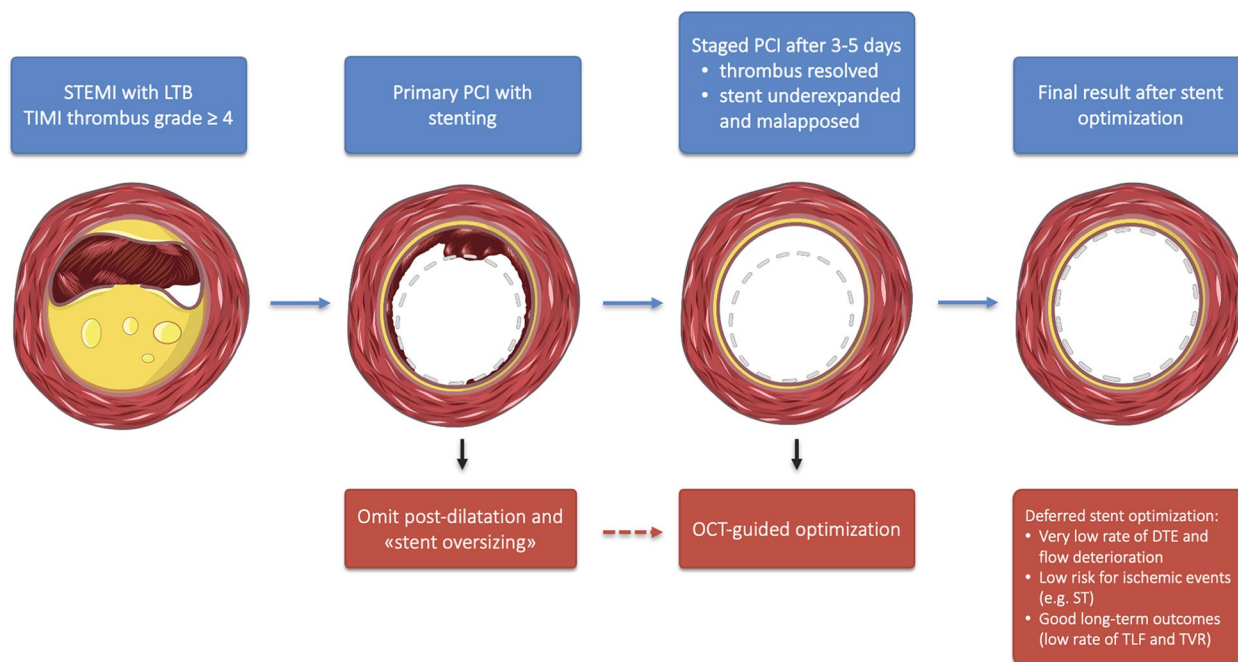 STEMI with LTB
TIMI thrombus grade ≥ 4
Primary PCI with
stenting
Staged PCI after 3-5 days
• thrombus resolved
• stent underexpanded
and malapposed
Final result after stent
optimization
Omit post-dilatation and
«stent oversizing»
OCT-guided optimization
Deferred stent optimization:
• Very low rate of DTE and
flow deterioration
• Low risk for ischemic events
(e.g. ST)
• Good long-term outcomes
(low rate of TLF and TVR)